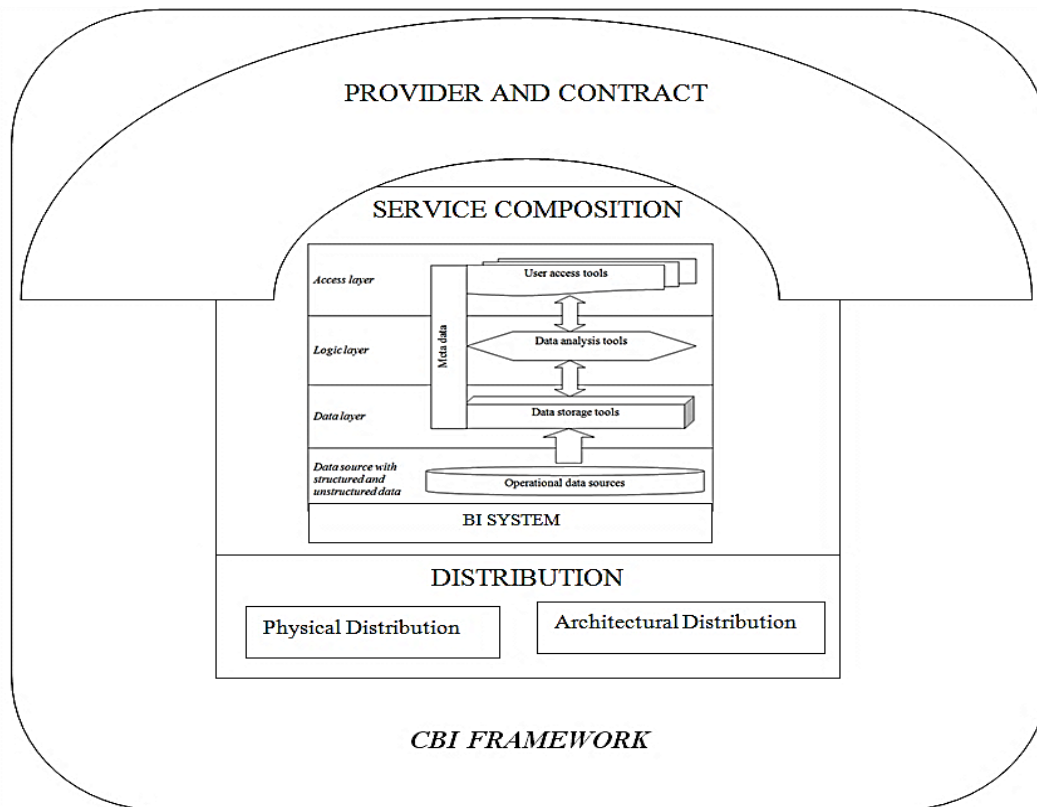 PROVIDER AND CONTRACT
SERVICE COMPOSITION
Access layer
User access tools
Meta data
Logic layer
Data analysis tools
Data layer
Data storage tools
Data source with
structured and
unstructured data
Operational data sources
BI SYSTEM
DISTRIBUTION
Physical Distribution
Architectural Distribution
CBI FRAMEWORK